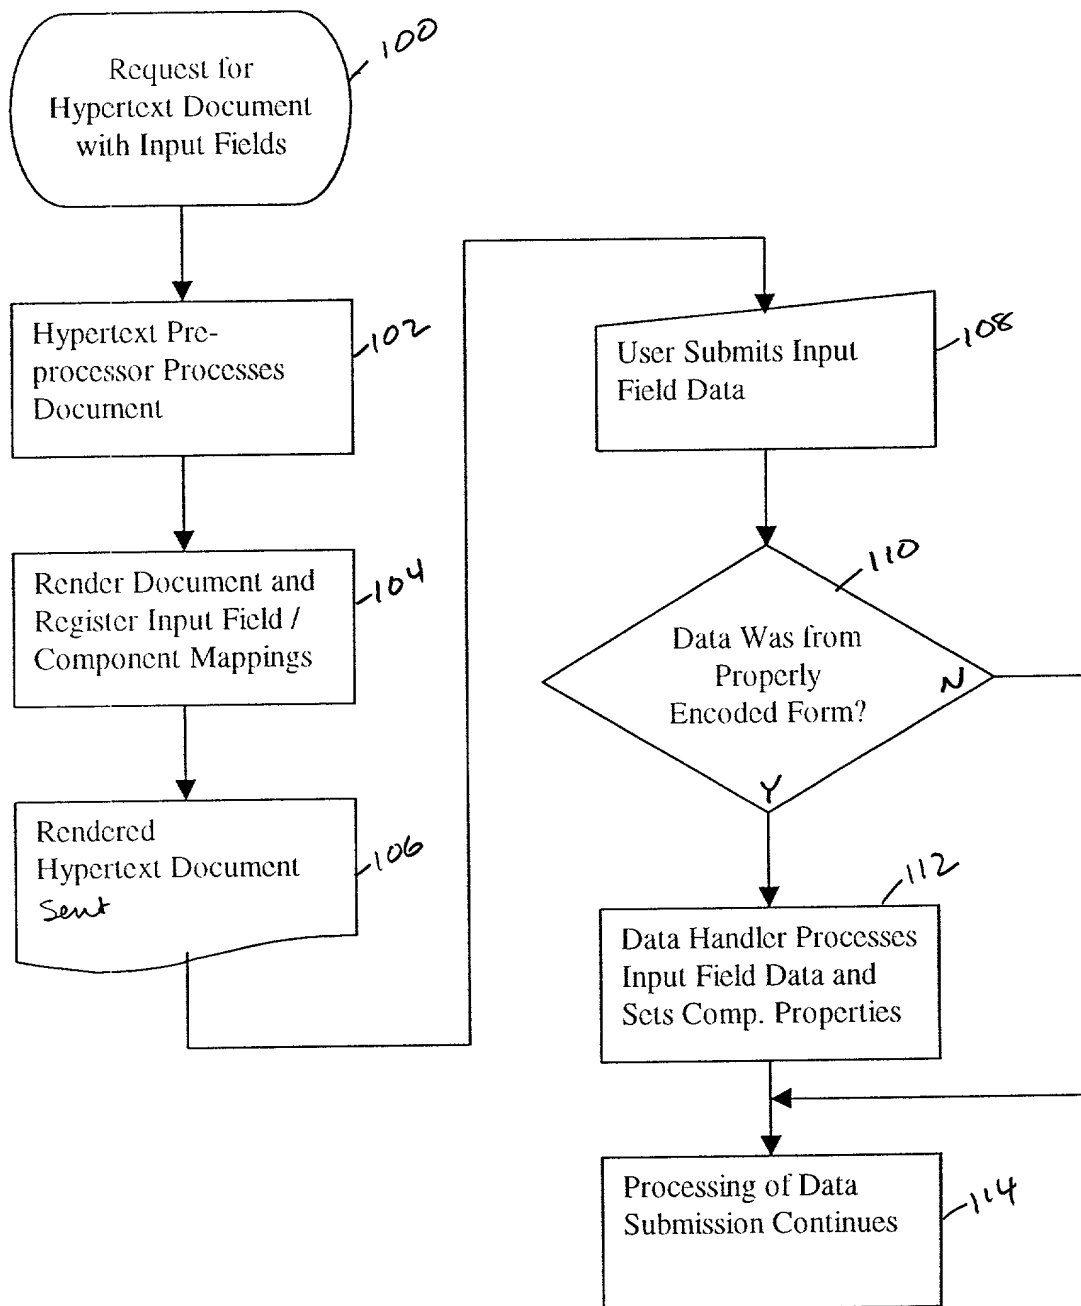 Request for
Hypertext Document
with Input Fields
100
Hypertext Pre-
processor Processes
Document
102
Render Document and
Register Input Field /
Component Mappings
104
Rendered
Hypertext Document
Sent
106
User Submits Input
Field Data
108
Data Was from
Properly
Encoded Form?
110
N
Y
Data Handler Processes
Input Field Data and
Sets Comp. Properties
112
Processing of Data
Submission Continues
114